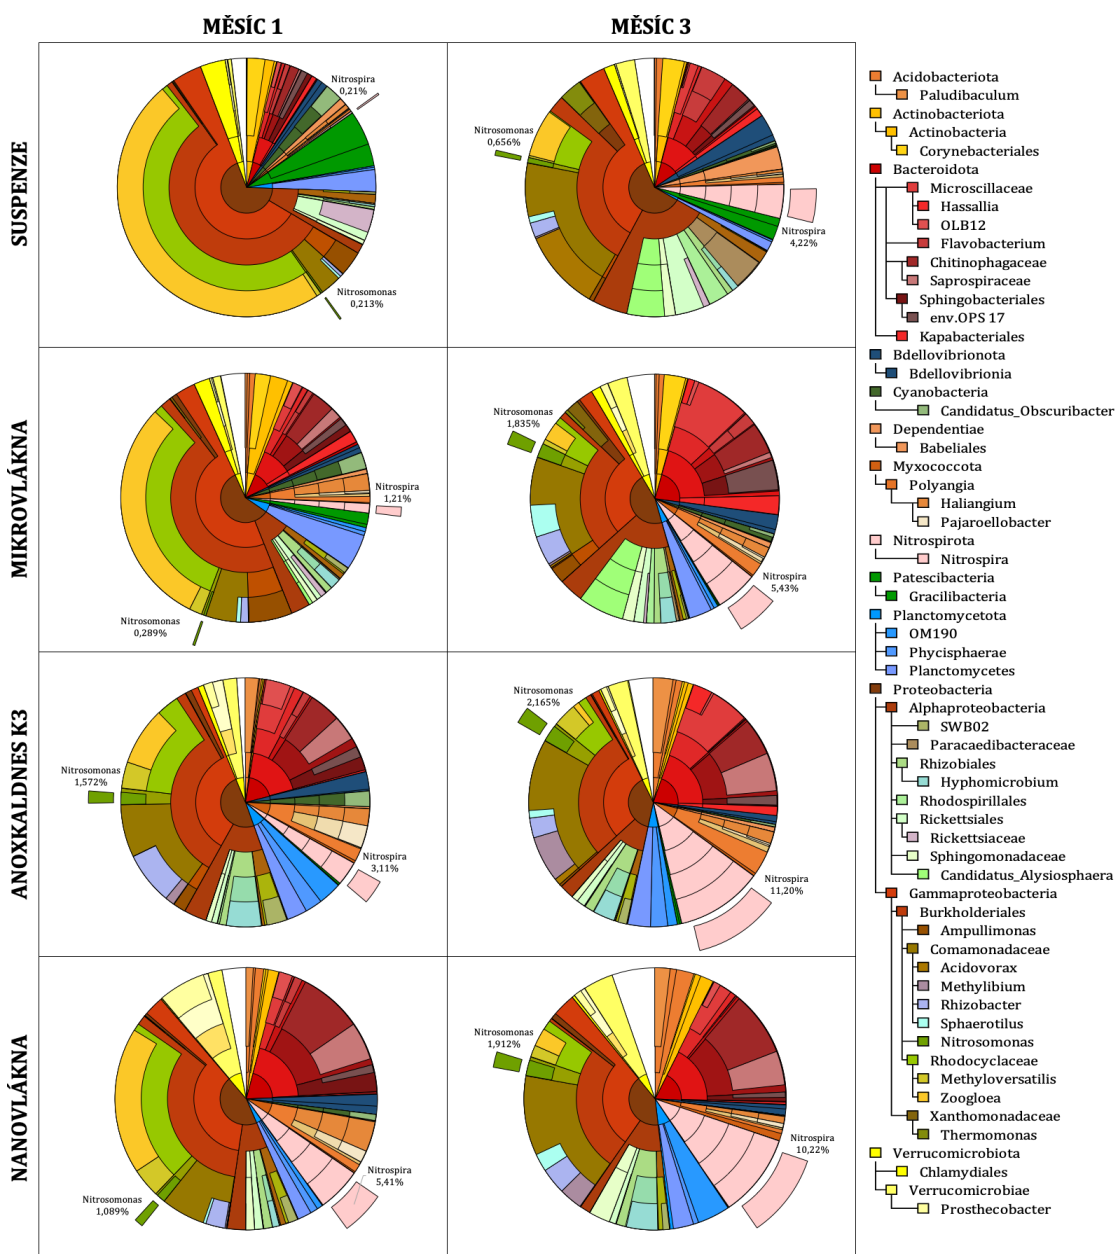 MĚSÍC 1
MĚSÍC 3
SUSPENZE
Nitrospira
0,21%
Nitrosomonas
0,213%
Nitrosomonas
0,656%
Nitrospira
4,22%
MIKROVLÁKNA
Nitrospira
1,21%
Nitrosomonas
0,289%
Nitrosomonas
1,835%
Nitrospira
5,43%
ANOXKALDNES K3
Nitrosomonas
1,572%
Nitrospira
3,11%
Nitrosomonas
2,165%
Nitrospira
11,20%
NANOVLÁKNA
Nitrosomonas
1,089%
Nitrospira
5,41%
Nitrosomonas
1,912%
Nitrospira
10,22%
Acidobacteriota
Paludibaculum
Actinobacteriota
Actinobacteria
Corynebacteriales
Bacteroidota
Microscillaceae
Hassallia
OLB12
Flavobacterium
Chitinophagaceae
Saprospiraceae
Sphingobacteriales
env.OPS 17
Kapabacteriales
Bdellovibrionota
Bdellovibrionia
Cyanobacteria
Candidatus_Obscuribacter
Dependentiae
Babeliales
Myxococcota
Polyangia
Haliangium
Pajaroellobacter
Nitrospirota
Nitrospira
Patescibacteria
Gracilibacteria
Planctomycetota
OM190
Phycisphaerae
Planctomycetes
Proteobacteria
Alphaproteobacteria
SWB02
Paracaedibacteraceae
Rhizobiales
Hyphomicrobium
Rhodospirillales
Rickettsiales
Rickettsiaceae
Sphingomonadaceae
Candidatus_Alysiosphaera
Gammaproteobacteria
Burkholderiales
Ampullimonas
Comamonadaceae
Acidovorax
Methylibium
Rhizobacter
Sphaerotilus
Nitrosomonas
Rhodocyclaceae
Methyloversatilis
Zoogloea
Xanthomonadaceae
Thermomonas
Verrucomicrobiota
Chlamydiales
Verrucomicrobiae
Prosthecobacter